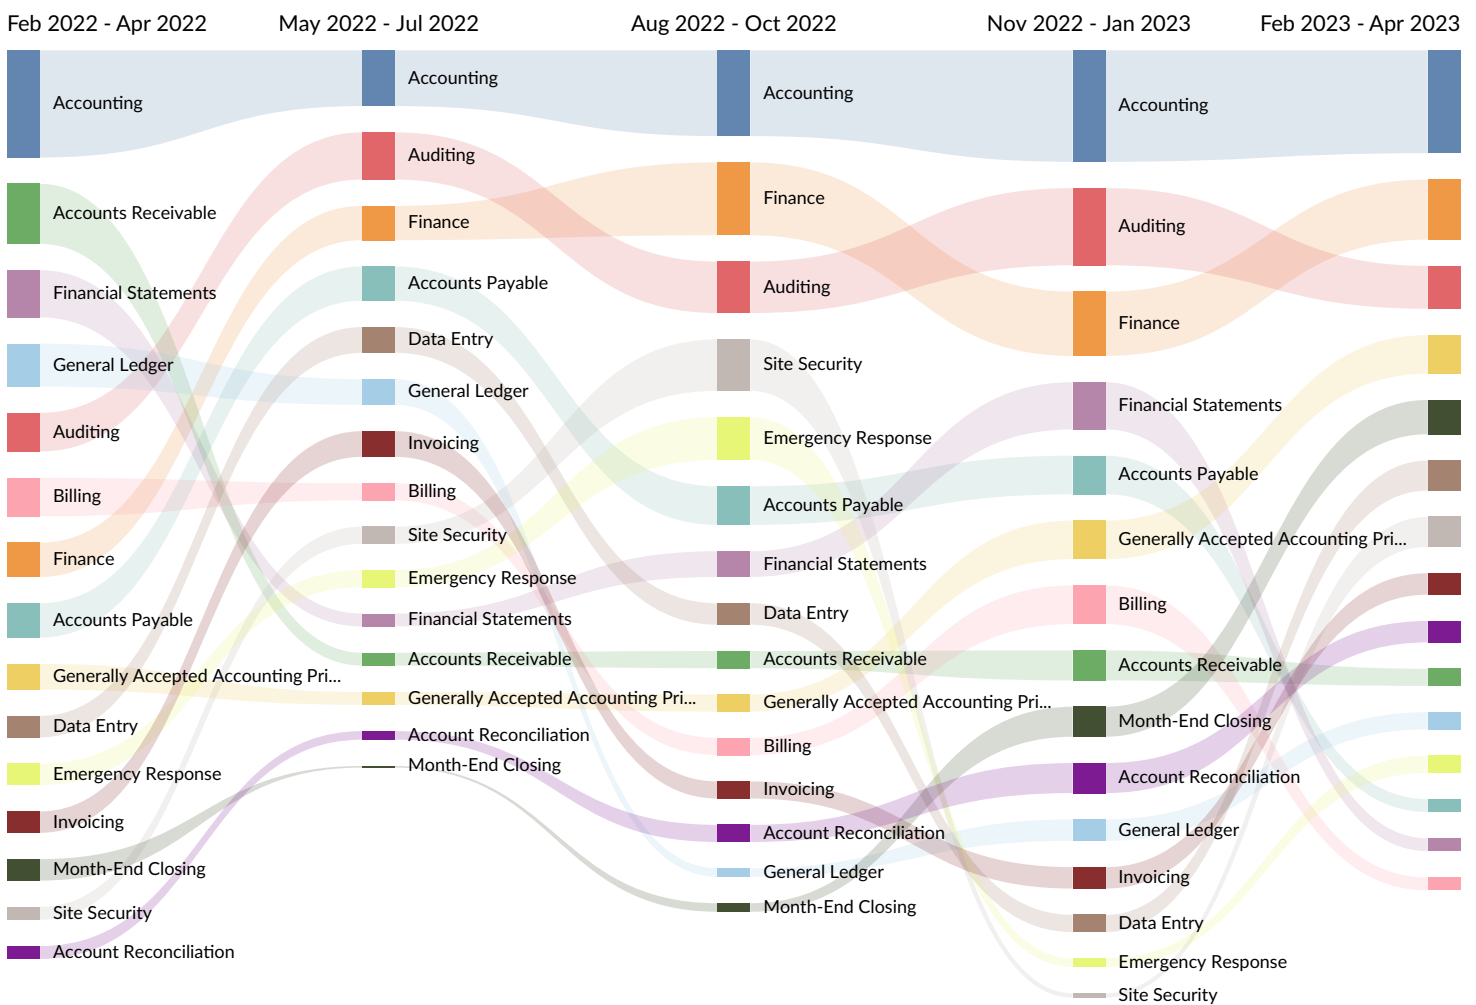 Feb 2022 - Apr 2022
May 2022 - Jul 2022
Aug 2022 - Oct 2022
Nov 2022 - Jan 2023
Feb 2023 - Apr 2023
Accounting
Accounts Receivable
Financial Statements
General Ledger
Auditing
Billing
Finance
Accounts Payable
Generally Accepted Accounting Pri...
Data Entry
Emergency Response
Invoicing
Month-End Closing
Site Security
Account Reconciliation
Accounting
Auditing
Finance
Accounts Payable
Data Entry
General Ledger
Invoicing
Billing
Site Security
Emergency Response
Financial Statements
Accounts Receivable
Generally Accepted Accounting Pri...
Account Reconciliation
Month-End Closing
Accounting
Finance
Auditing
Site Security
Emergency Response
Accounts Payable
Financial Statements
Data Entry
Accounts Receivable
Generally Accepted Accounting Pri...
Billing
Invoicing
Account Reconciliation
General Ledger
Month-End Closing
Accounting
Auditing
Finance
Financial Statements
Accounts Payable
Generally Accepted Accounting Pri...
Billing
Accounts Receivable
Month-End Closing
Account Reconciliation
General Ledger
Invoicing
Data Entry
Emergency Response
Site Security